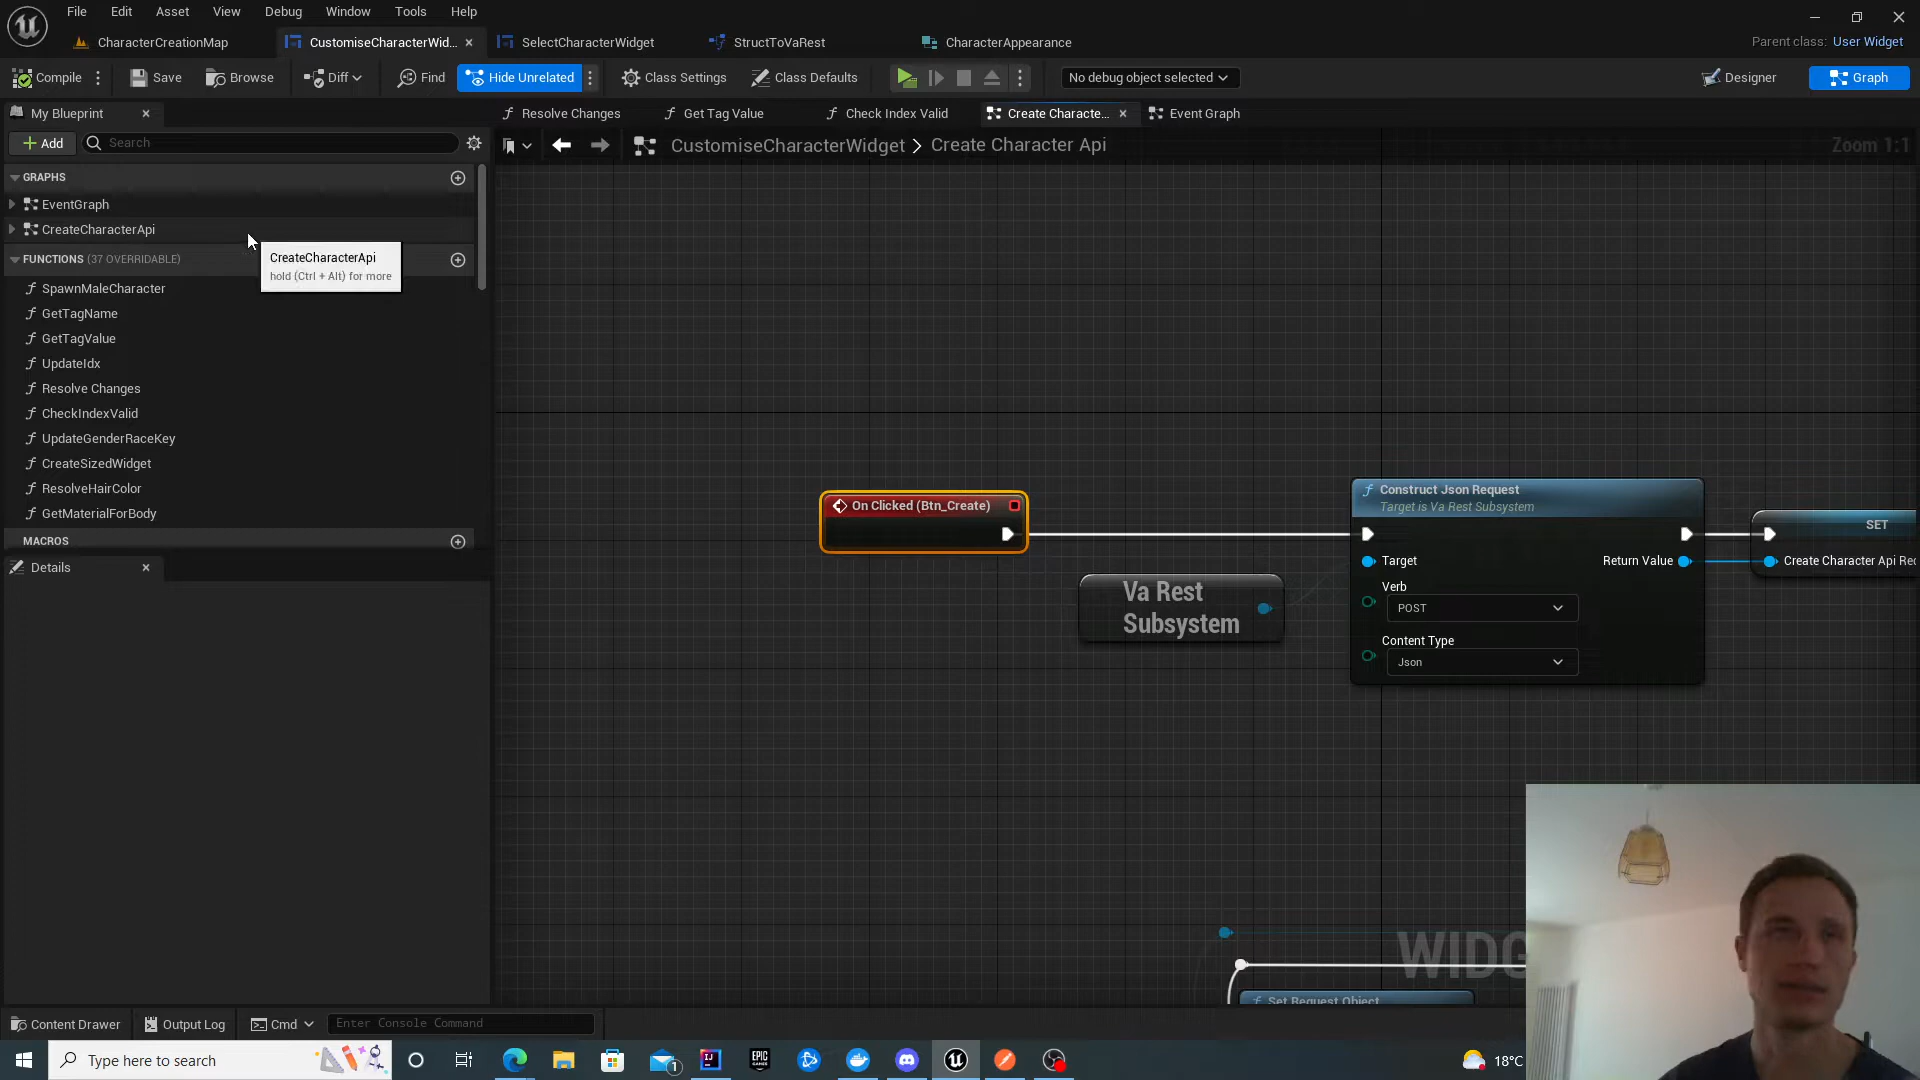 File Edit Asset View Debug Window Tools Help
CharacterCreationMap CustomiseCharacterWid... SelectCharacterWidget StructToVaRest CharacterAppearance Parent class: User Widget
Compile Save Browse Diff Find Hide Unrelated Class Settings Class Defaults No debug object selected Designer Graph
My Blueprint Resolve Changes Get Tag Value Check Index Valid Create Characte... Event Graph
Add Search CustomiseCharacterWidget > Create Character Api Zoom 1:1
GRAPHS
EventGraph
CreateCharacterApi
FUNCTIONS (37 OVERRIDABLE)
CreateCharacterApi
hold (Ctrl + Alt) for more
SpawnMaleCharacter
GetTagName
GetTagValue
UpdateIdx
Resolve Changes
CheckIndexValid
UpdateGenderRaceKey
CreateSizedWidget
ResolveHairColor
GetMaterialForBody
MACROS
Details
On Clicked (Btn_Create)
Va Rest
Subsystem
Construct Json Request
Target is Va Rest Subsystem
Target Return Value
Verb
POST
Content Type
Json
SET
Create Character Api Rec
WIDG
Set Request Object
Content Drawer Output Log Cmd Enter Console Command
Type here to search 1 IJ EPIC GAMES 18°C